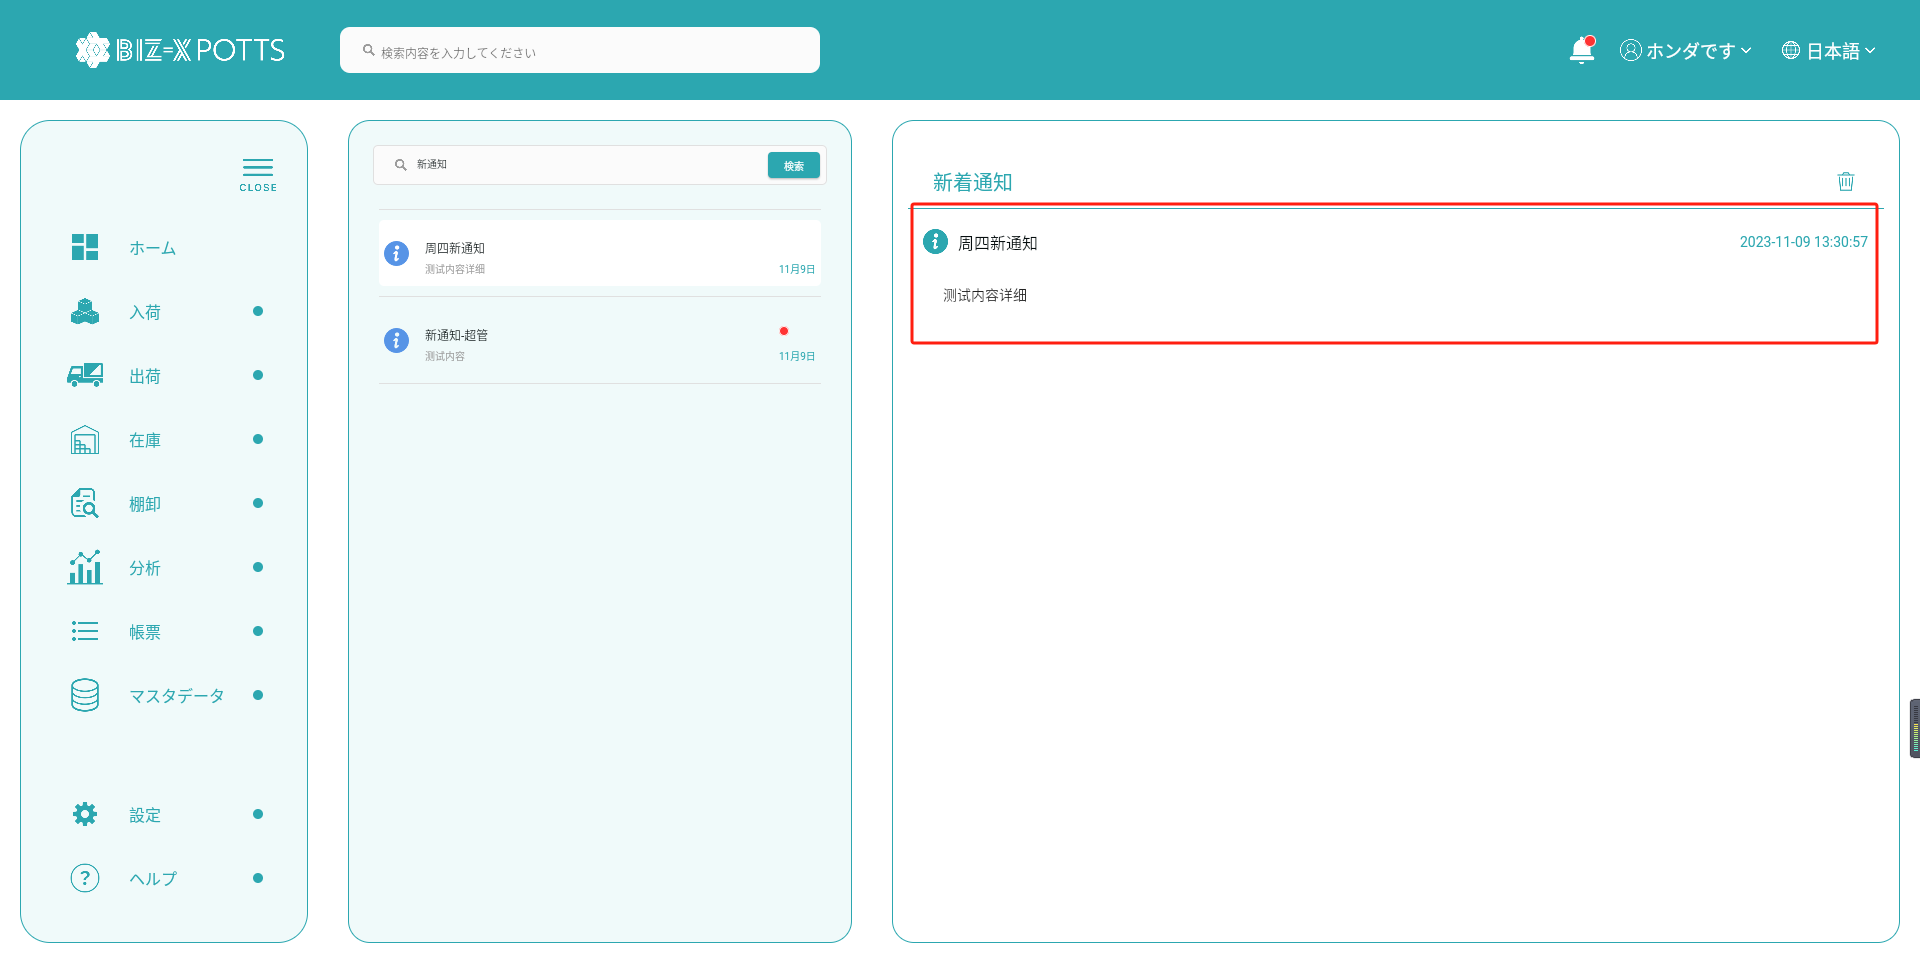 BIZ-X POTTS
検索内容を入力してください
ホンダです
日本語
CLOSE
ホーム
入荷
出荷
在庫
棚卸
分析
帳票
マスタデータ
設定
ヘルプ
新通知
検索
周四新通知
测试内容详细
11月9日
新通知-超管
测试内容
11月9日
新着通知
周四新通知
2023-11-09 13:30:57
测试内容详细